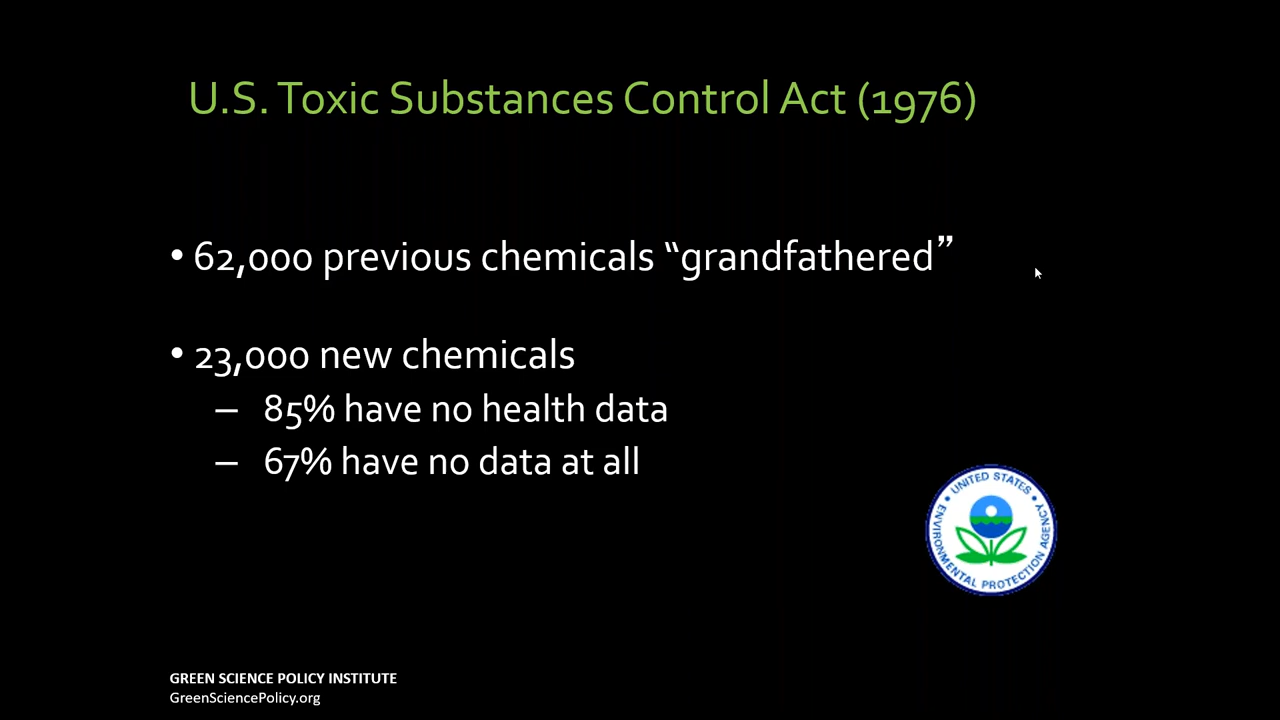 U.S. Toxic Substances Control Act (1976)
• 62,000 previous chemicals “grandfathered”
• 23,000 new chemicals
– 85% have no health data
– 67% have no data at all
UNITED STATES
• ENVIRONMENTAL PROTECTION AGENCY •
GREEN SCIENCE POLICY INSTITUTE
GreenSciencePolicy.org